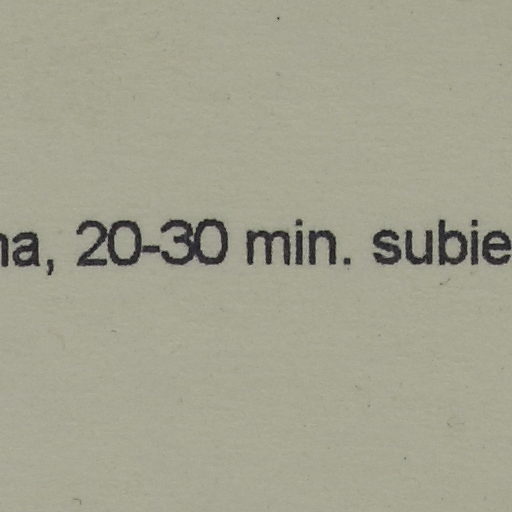 na, 20-30 min. subie